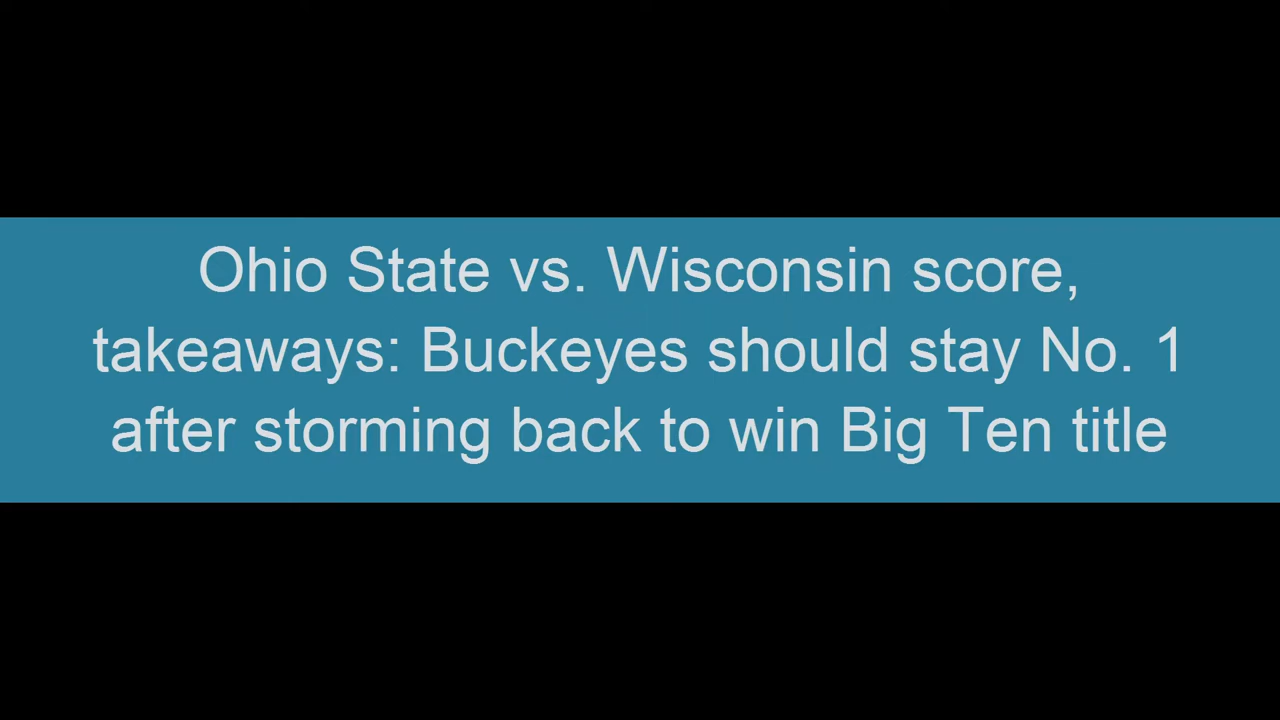 Ohio State vs. Wisconsin score,
takeaways: Buckeyes should stay No. 1
after storming back to win Big Ten title